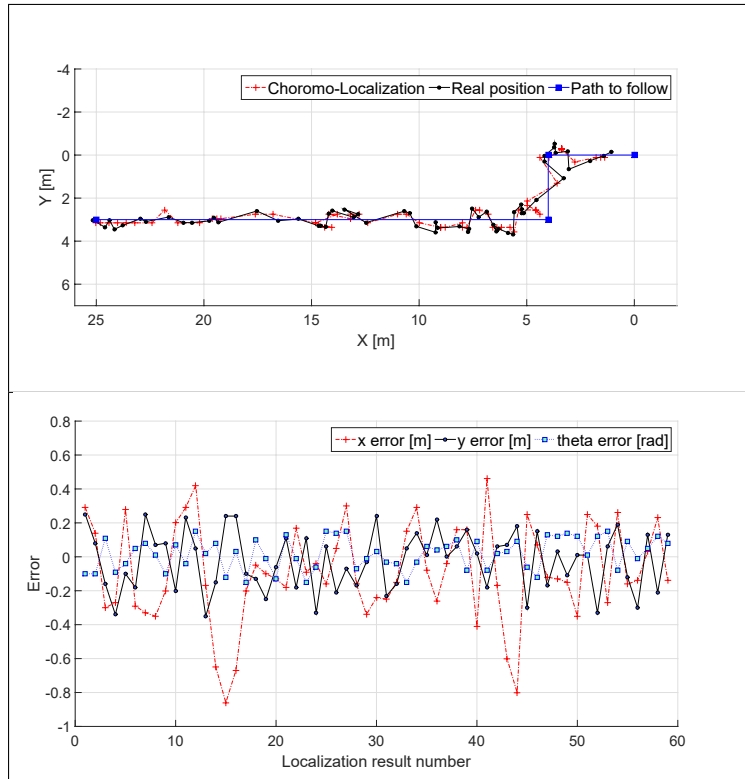 -4
-2
0
2
4
6
Y [m]
Choromo-Localization
Real position
Path to follow
25
20
15
10
5
0
X [m]
0.8
0.6
0.4
0.2
0
-0.2
-0.4
-0.6
-0.8
-1
Error
x error [m]
y error [m]
theta error [rad]
0
10
20
30
40
50
60
Localization result number